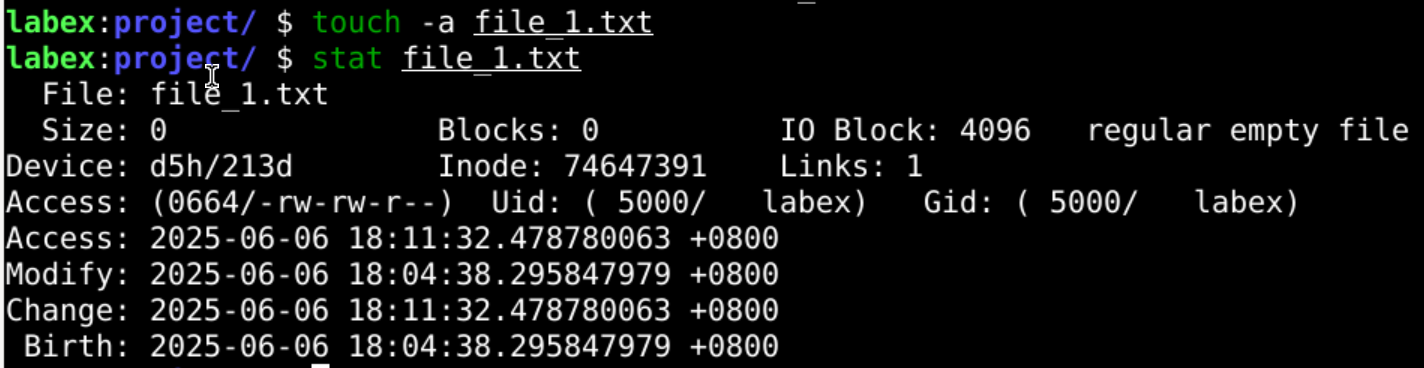 labex:project/ $ touch -a file_1.txt
labex:project/ $ stat file_1.txt
  File: file_1.txt
  Size: 0               Blocks: 0          IO Block: 4096   regular empty file
Device: d5h/213d        Inode: 74647391    Links: 1
Access: (0664/-rw-rw-r--)  Uid: ( 5000/   labex)   Gid: ( 5000/   labex)
Access: 2025-06-06 18:11:32.478780063 +0800
Modify: 2025-06-06 18:04:38.295847979 +0800
Change: 2025-06-06 18:11:32.478780063 +0800
 Birth: 2025-06-06 18:04:38.295847979 +0800